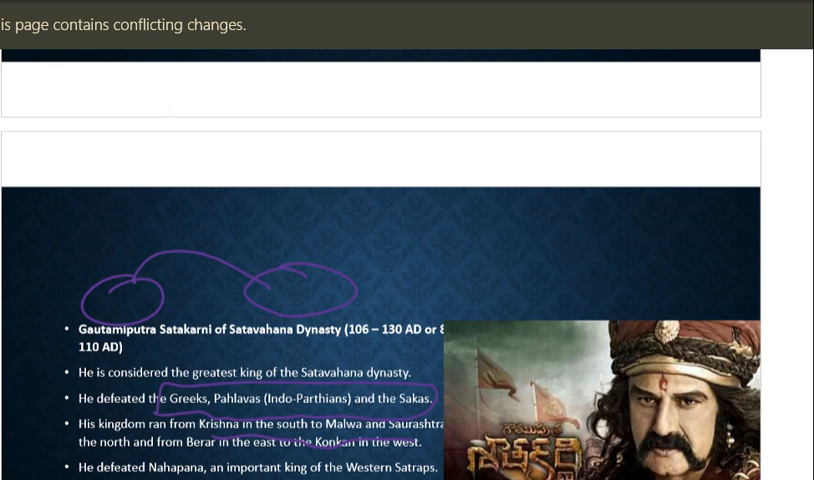 is page contains conflicting changes.
• Gautamiputra Satakarni of Satavahana Dynasty (106 – 130 AD or 8
110 AD)
• He is considered the greatest king of the Satavahana dynasty.
• He defeated the Greeks, Pahlavas (Indo-Parthians) and the Sakas.
• His kingdom ran from Krishna in the south to Malwa and Saurashtra
the north and from Berar in the east to the Konkan in the west.
• He defeated Nahapana, an important king of the Western Satraps.
గౌతమిపుత్ర
శాతకర్ణి